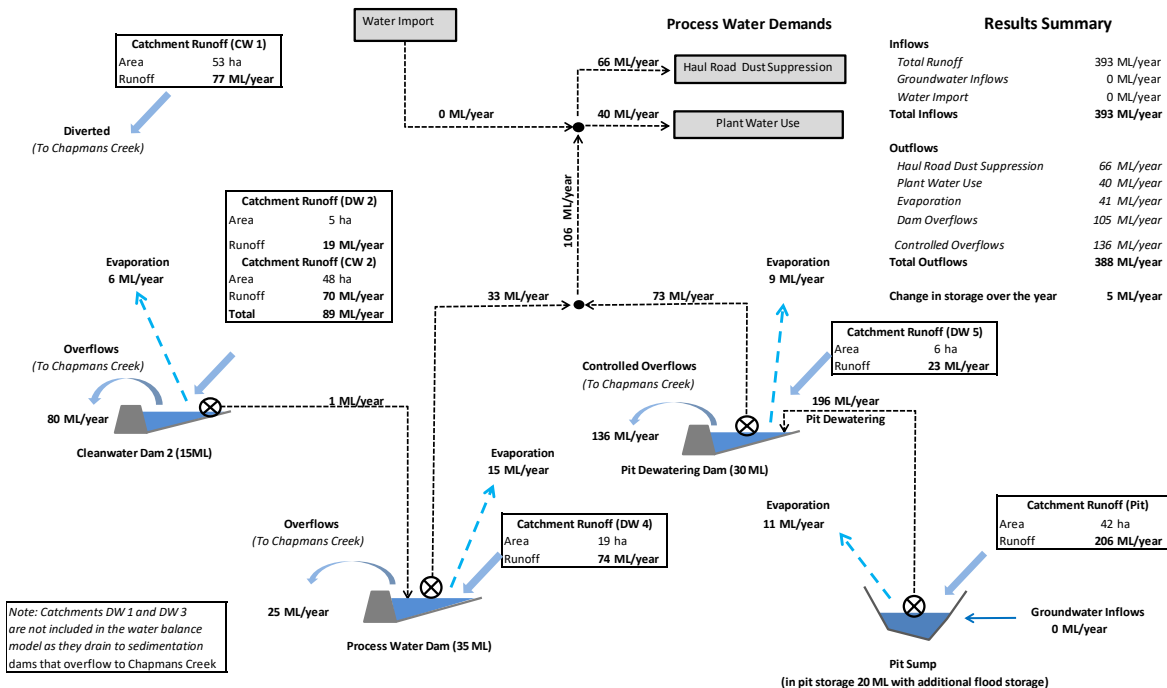 Water Import
Process Water Demands
Results Summary
Catchment Runoff (CW 1)
Area 53 ha
Runoff 77 ML/year
Diverted
(To Chapmans Creek)
66 ML/year
Haul Road Dust Suppression
0 ML/year
40 ML/year
Plant Water Use
106 ML/year
Inflows
Total Runoff 393 ML/year
Groundwater Inflows 0 ML/year
Water Import 0 ML/year
Total Inflows 393 ML/year
Outflows
Haul Road Dust Suppression 66 ML/year
Plant Water Use 40 ML/year
Evaporation 41 ML/year
Dam Overflows 105 ML/year
Controlled Overflows 136 ML/year
Total Outflows 388 ML/year
Change in storage over the year 5 ML/year
Catchment Runoff (DW 2)
Area 5 ha
Runoff 19 ML/year
Catchment Runoff (CW 2)
Area 48 ha
Runoff 70 ML/year
Total 89 ML/year
Evaporation
6 ML/year
Overflows
(To Chapmans Creek)
80 ML/year
Cleanwater Dam 2 (15ML)
1 ML/year
33 ML/year
73 ML/year
Evaporation
9 ML/year
Catchment Runoff (DW 5)
Area 6 ha
Runoff 23 ML/year
Controlled Overflows
(To Chapmans Creek)
136 ML/year
196 ML/year
Pit Dewatering
Pit Dewatering Dam (30 ML)
Evaporation
15 ML/year
Overflows
(To Chapmans Creek)
25 ML/year
Catchment Runoff (DW 4)
Area 19 ha
Runoff 74 ML/year
Process Water Dam (35 ML)
Evaporation
11 ML/year
Catchment Runoff (Pit)
Area 42 ha
Runoff 206 ML/year
Groundwater Inflows
0 ML/year
Pit Sump
(in pit storage 20 ML with additional flood storage)
Note: Catchments DW 1 and DW 3
are not included in the water balance
model as they drain to sedimentation
dams that overflow to Chapmans Creek